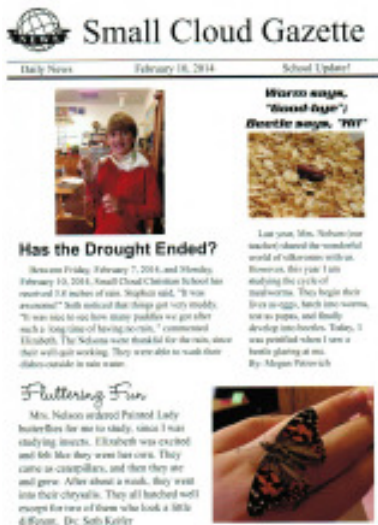 NEWS
Small Cloud Gazette
Daily News February 10, 2014 School Update!
Has the Drought Ended?
Between Friday, February 7, 2014, and Monday,
February 10, 2014, Small Cloud Christian School has
received 3.8 inches of rain. Stephen said, "It was
awesome!" Seth noticed that things got very muddy.
"It was nice to see how many puddles we got after
such a long time of having no rain," commented
Elizabeth. The Nelsons were thankful for the rain, since
their well quit working. They were able to wash their
dishes outside in rain water.
Worm says,
"Good-bye";
Beetle says, "Hi!"
Last year, Mrs. Nelson (our
teacher) shared the wonderful
world of silkworms with us.
However, this year I am
studying the cycle of
mealworms. They begin their
lives as eggs, hatch into worms,
rest as pupas, and finally
develop into beetles. Today, I
was petrified when I saw a
beetle glaring at me.
By: Megan Petrovich
Fluttering Fun
Mrs. Nelson ordered Painted Lady
butterflies for me to study, since I was
studying insects. Elizabeth was excited
and felt like they were her own. They
came as caterpillars, and then they ate
and grew. After about a week, they went
into their chrysalis. They all hatched well
except for two of them who look a little
different. By: Seth